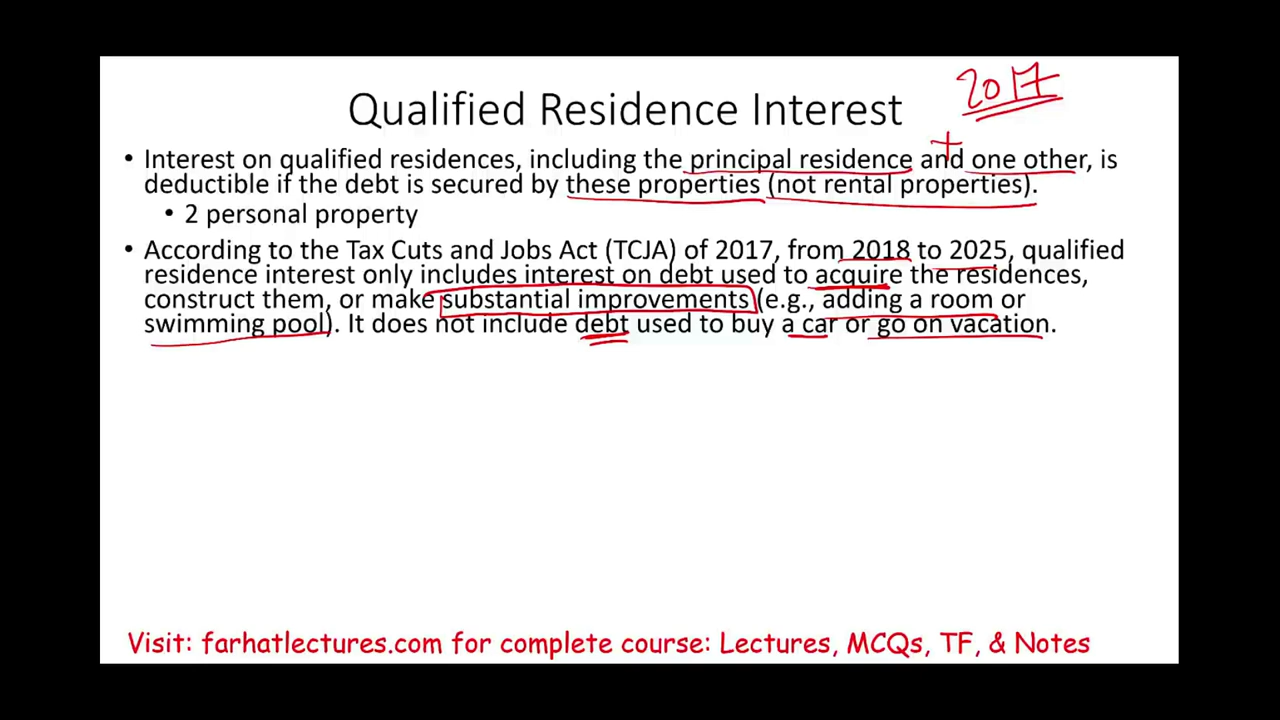 2017
Qualified Residence Interest
+
• Interest on qualified residences, including the principal residence and one other, is
deductible if the debt is secured by these properties (not rental properties).
• 2 personal property
• According to the Tax Cuts and Jobs Act (TCJA) of 2017, from 2018 to 2025, qualified
residence interest only includes interest on debt used to acquire the residences,
construct them, or make substantial improvements (e.g., adding a room or
swimming pool). It does not include debt used to buy a car or go on vacation.
Visit: farhatlectures.com for complete course: Lectures, MCQs, TF, & Notes